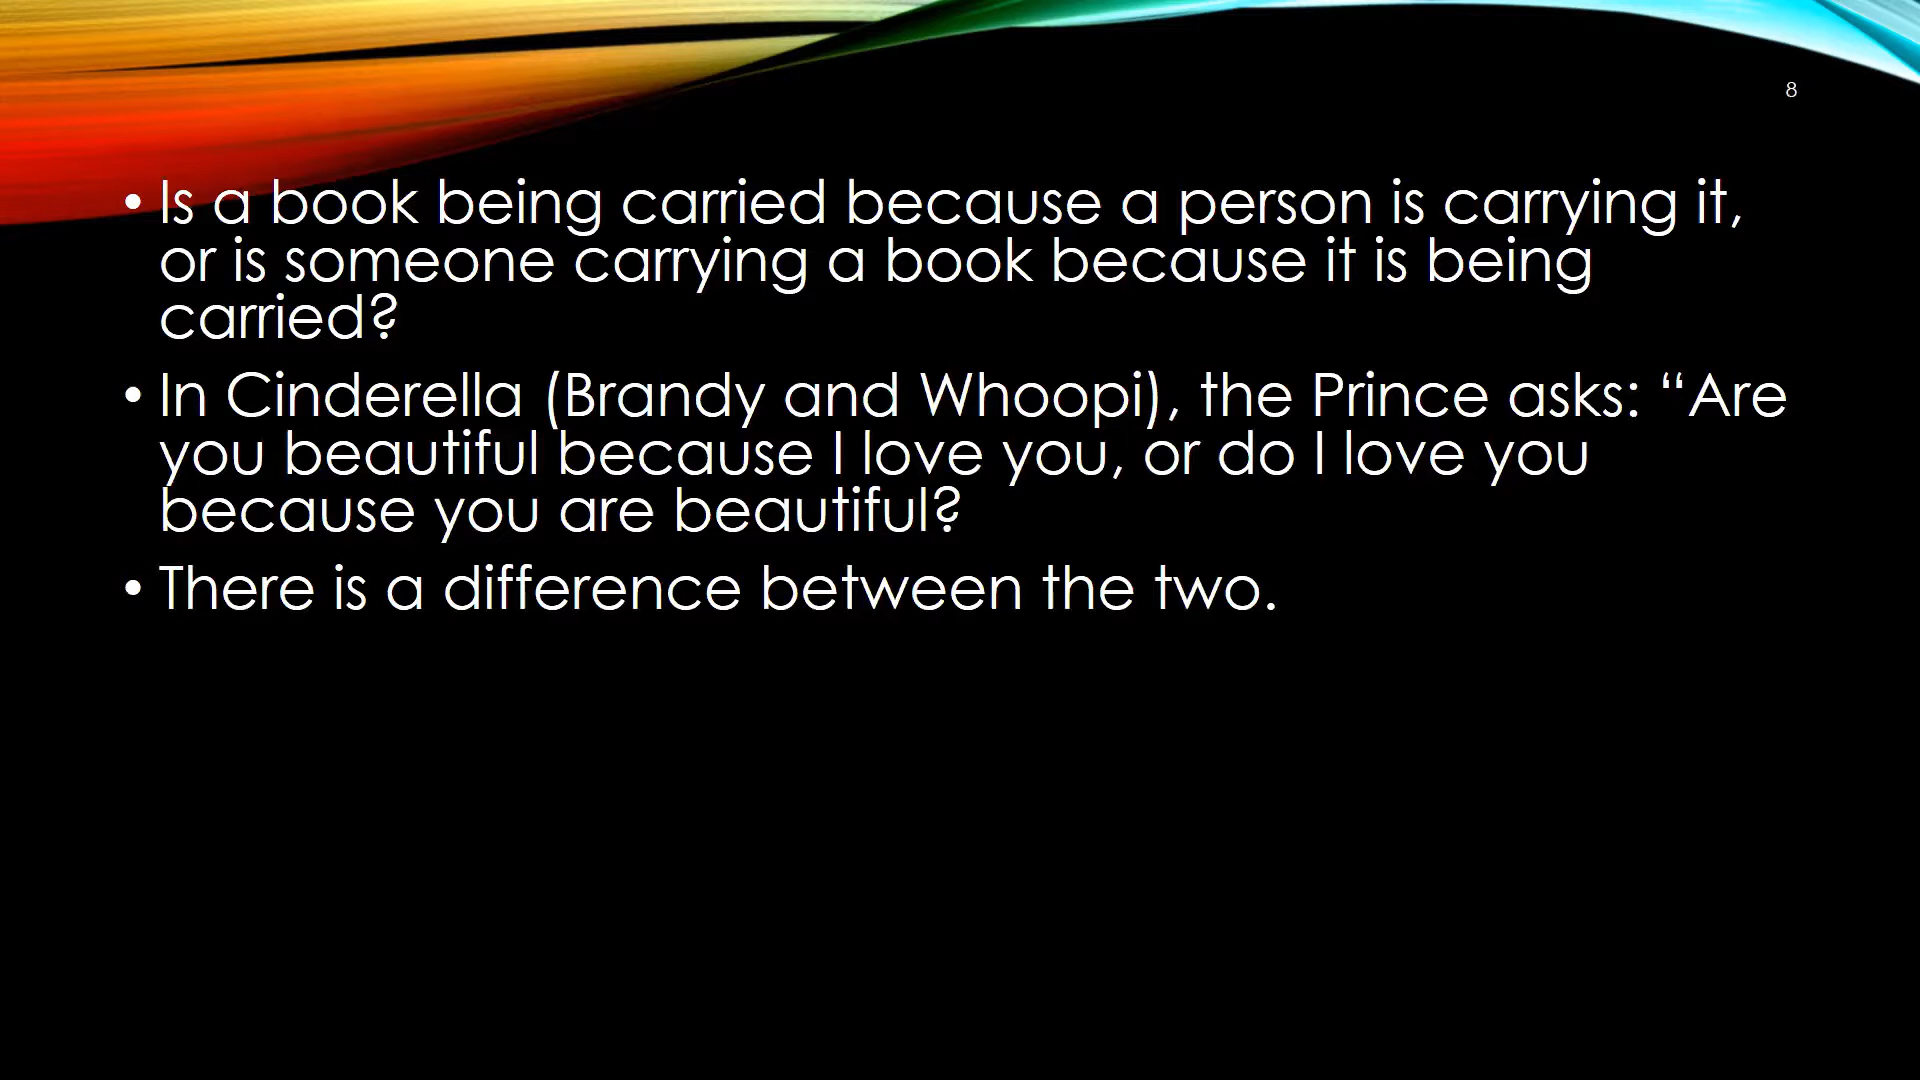 8
• Is a book being carried because a person is carrying it,
or is someone carrying a book because it is being
carried?
• In Cinderella (Brandy and Whoopi), the Prince asks: “Are
you beautiful because I love you, or do I love you
because you are beautiful?
• There is a difference between the two.